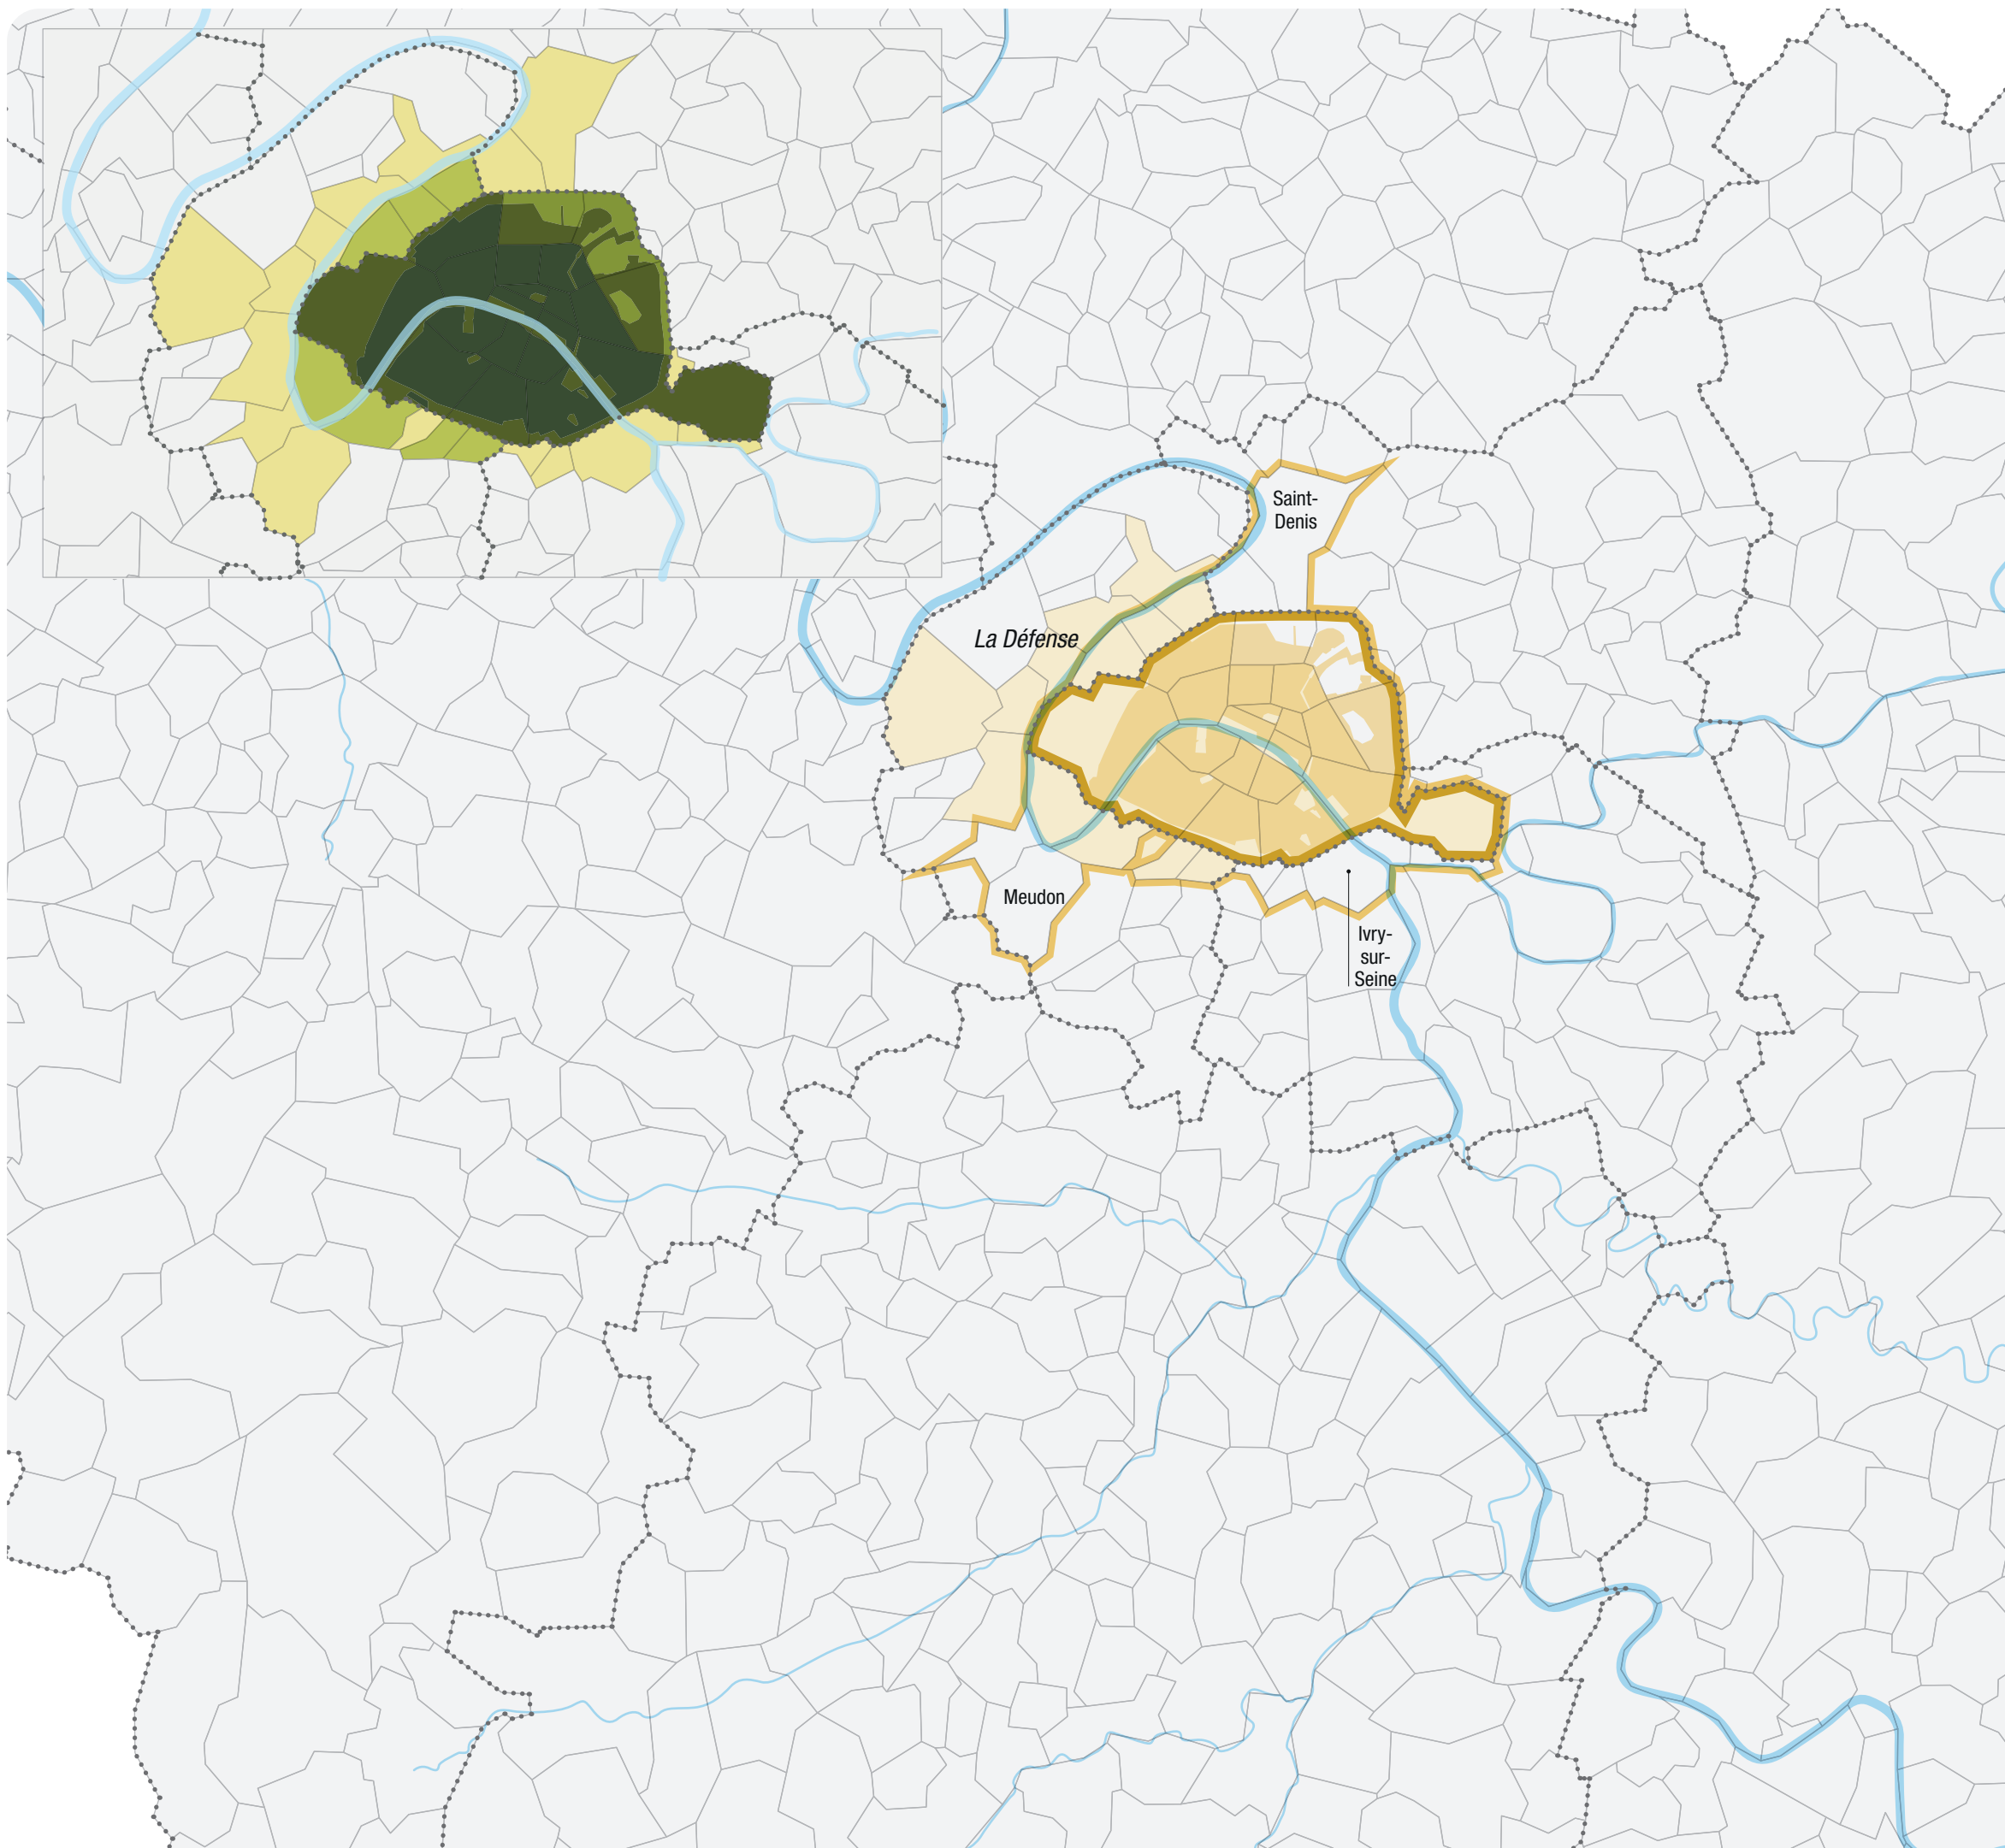 Saint-
Denis
La Défense
Meudon
Ivry-
sur-
Seine